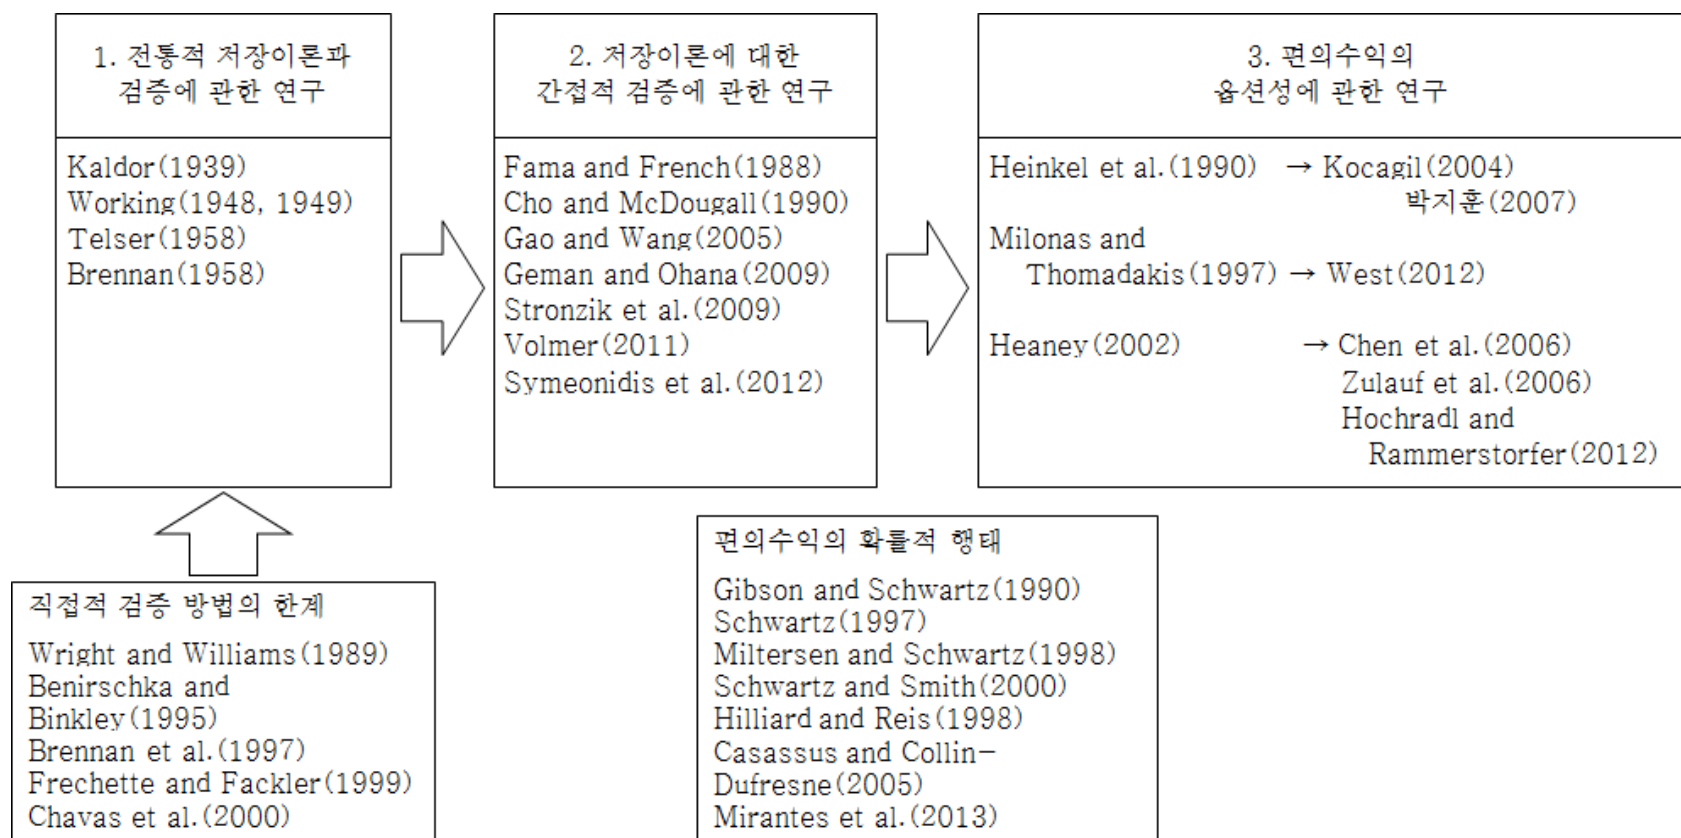 1. 전통적 저장이론과
검증에 관한 연구
Kaldor(1939)
Working(1948, 1949)
Telser(1958)
Brennan(1958)
2. 저장이론에 대한
간접적 검증에 관한 연구
Fama and French(1988)
Cho and McDougall(1990)
Gao and Wang(2005)
Geman and Ohana(2009)
Stronzik et al.(2009)
Volmer(2011)
Symeonidis et al.(2012)
3. 편의수익의
옵션성에 관한 연구
Heinkel et al.(1990) → Kocagil(2004)
박지훈(2007)
Milonas and
Thomadakis(1997) → West(2012)
Heaney(2002) → Chen et al.(2006)
Zulauf et al.(2006)
Hochradl and
Rammerstorfer(2012)
직접적 검증 방법의 한계
Wright and Williams(1989)
Benirschka and
Binkley(1995)
Brennan et al.(1997)
Frechette and Fackler(1999)
Chavas et al.(2000)
편의수익의 확률적 행태
Gibson and Schwartz(1990)
Schwartz(1997)
Miltersen and Schwartz(1998)
Schwartz and Smith(2000)
Hilliard and Reis(1998)
Casassus and Collin-
Dufresne(2005)
Mirantes et al.(2013)